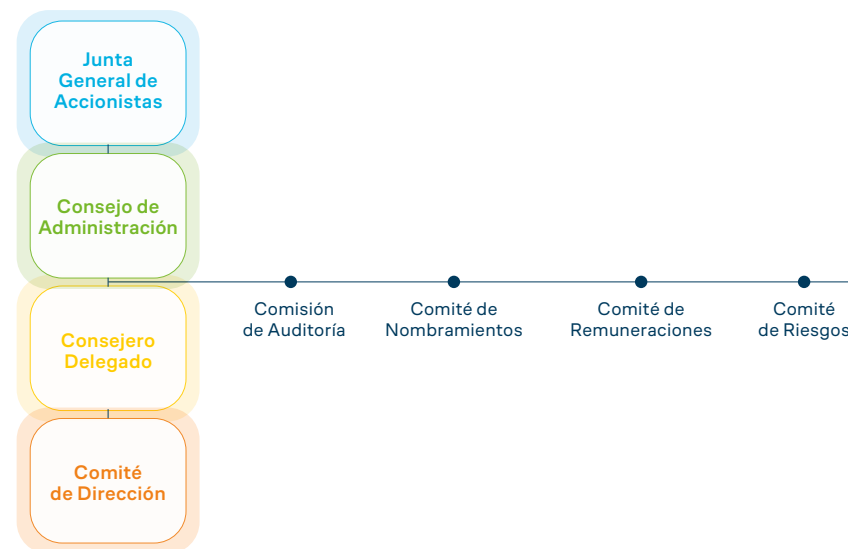 Junta
General de
Accionistas
Consejo de
Administración
Comisión
de Auditoría
Comité de
Nombramientos
Comité de
Remuneraciones
Comité
de Riesgos
Consejero
Delegado
Comité
de Dirección